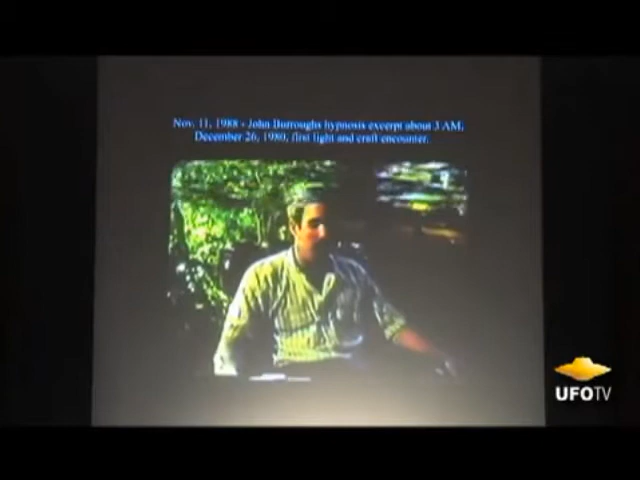 Nov. 11, 1988 - John Burroughs hypnosis excerpt about 3 AM,
December 26, 1980, first light and craft encounter.
UFOTV